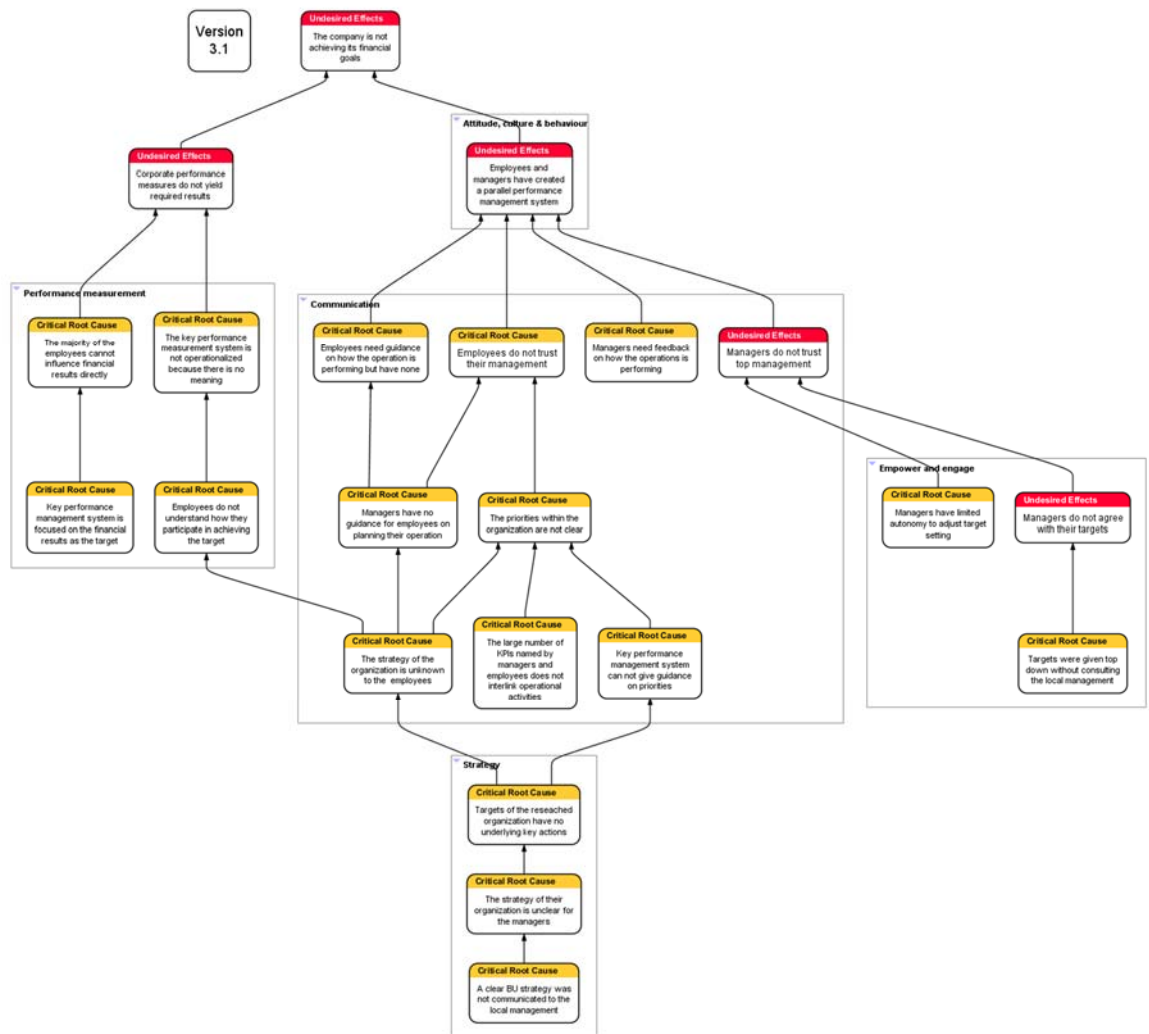 Version
3.1
Undesired Effects
The company is not
achieving its financial
goals
Attitude, culture & behaviour
Undesired Effects
Corporate performance
measures do not yield
required results
Undesired Effects
Employees and
managers have created
a parallel performance
management system
Performance measurement
Critical Root Cause
The majority of the
employees cannot
influence financial
results directly
Critical Root Cause
The key performance
measurement system is
not operationalized
because there is no
meaning
Communication
Critical Root Cause
Employees need guidance
on how the operation is
performing but have none
Critical Root Cause
Employees do not trust
their management
Critical Root Cause
Managers need feedback
on how the operations is
performing
Undesired Effects
Managers do not trust
top management
Critical Root Cause
Key performance
management system is
focused on the financial
results as the target
Critical Root Cause
Employees do not
understand how they
participate in achieving
the target
Critical Root Cause
Managers have no
guidance for employees on
planning their operation
Critical Root Cause
The priorities within the
organization are not clear
Empower and engage
Critical Root Cause
Managers have limited
autonomy to adjust target
setting
Undesired Effects
Managers do not agree
with their targets
Critical Root Cause
The strategy of the
organization is unknown
to the employees
Critical Root Cause
The large number of
KPIs named by
managers and
employees does not
interlink operational
activities
Critical Root Cause
Key performance
management system
can not give guidance
on priorities
Critical Root Cause
Targets were given top
down without consulting
the local management
Strategy
Critical Root Cause
Targets of the reseached
organization have no
underlying key actions
Critical Root Cause
The strategy of their
organization is unclear for
the managers
Critical Root Cause
A clear BU strategy was
not communicated to the
local management